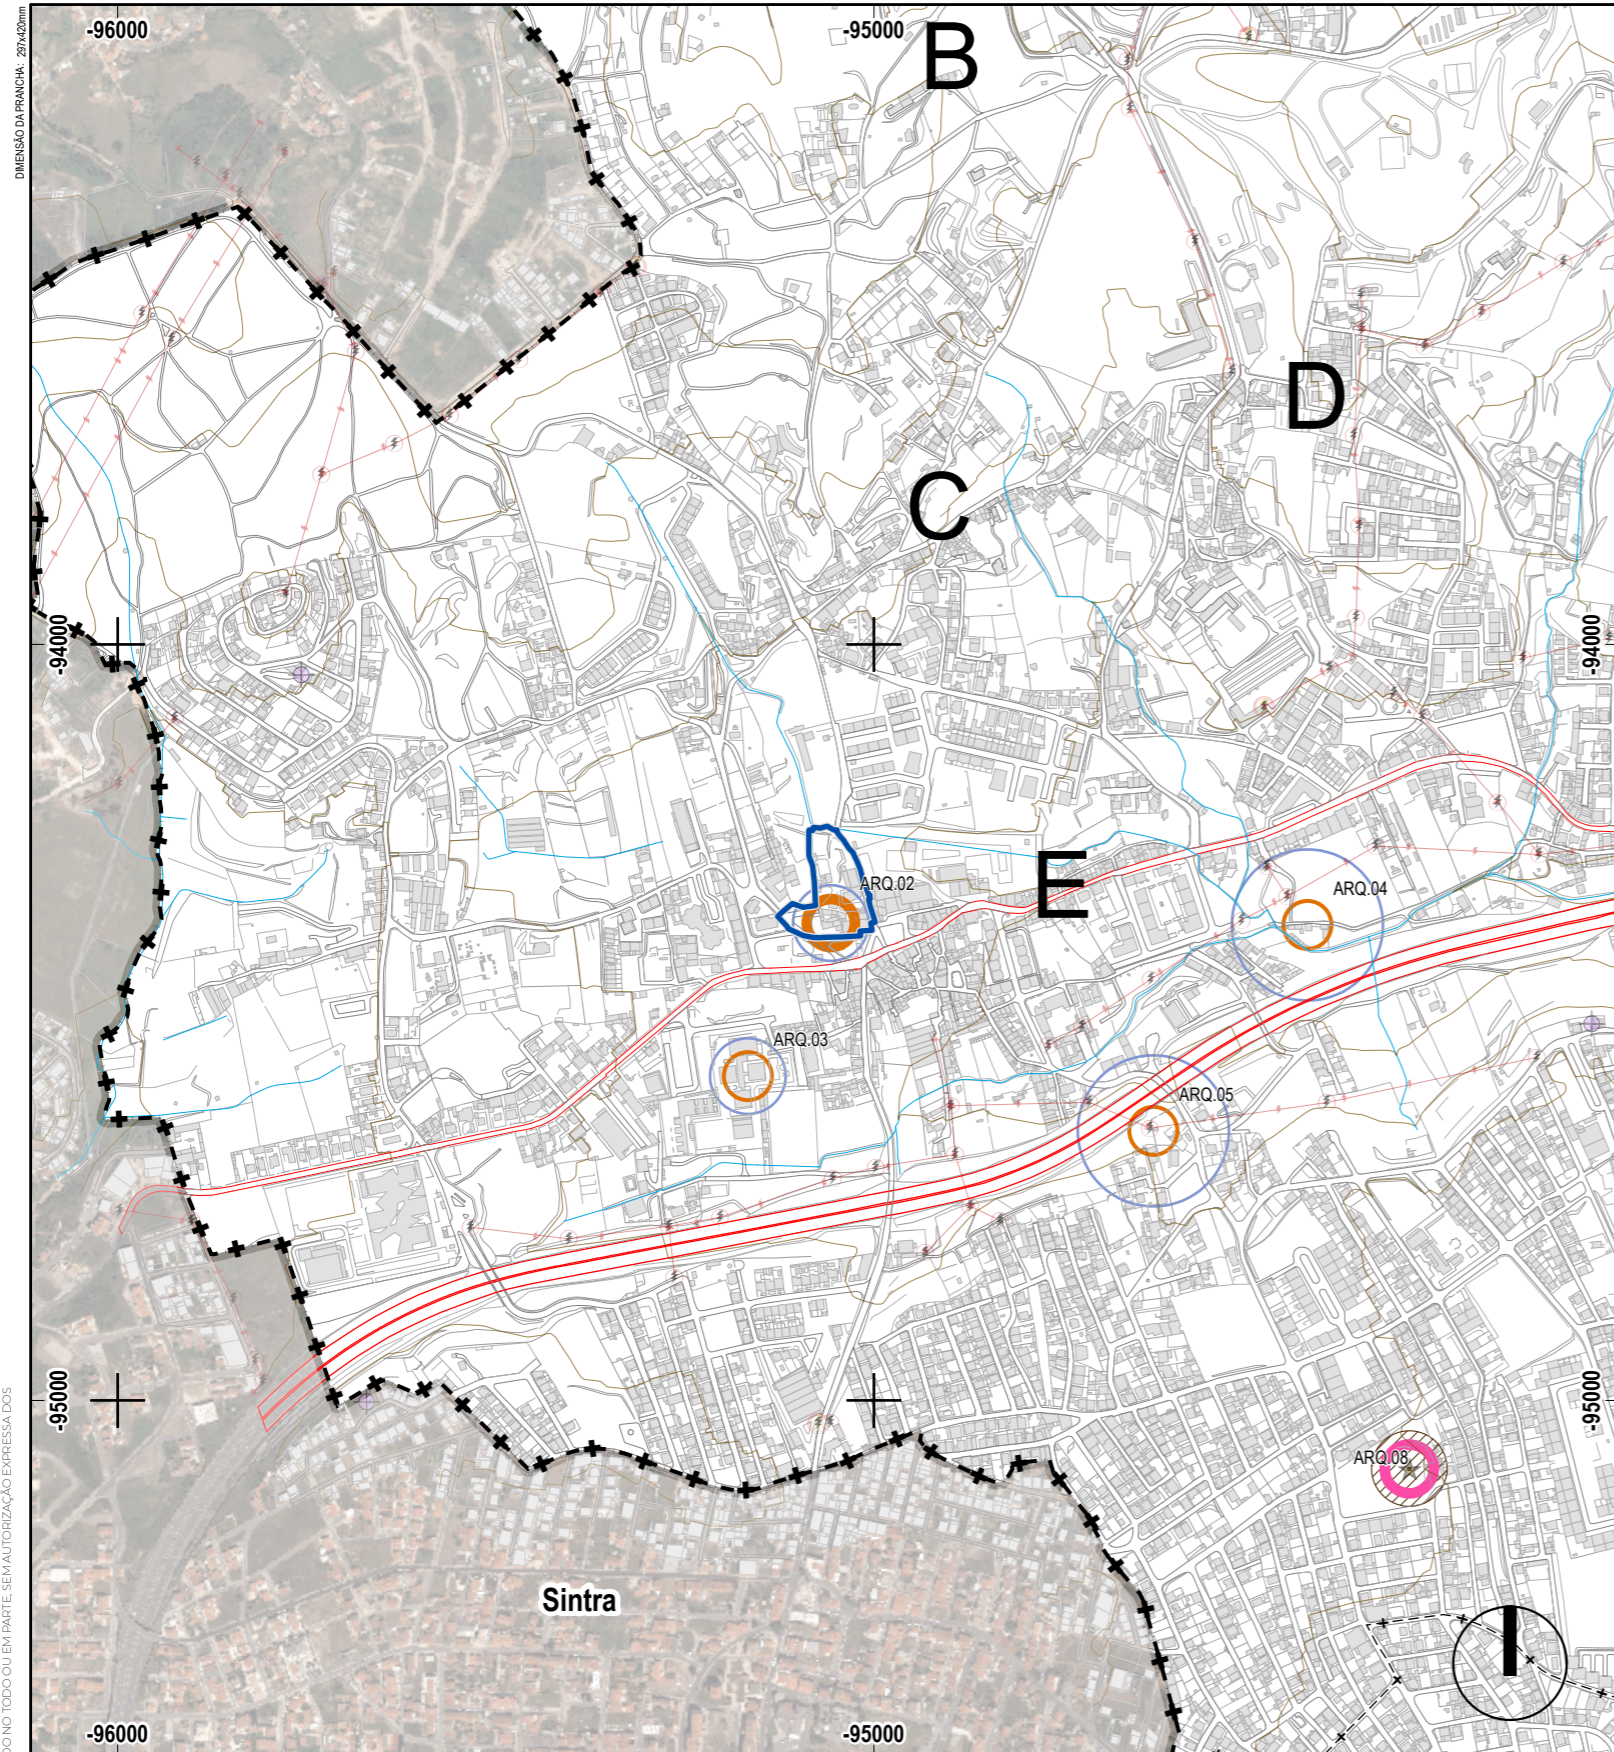 DIMENSÃO DA PRANCHA: 297x420mm
-96000
-95000
B
D
C
-94000
-94000
ARQ.02
E
ARQ.04
ARQ.03
ARQ.05
-95000
-95000
ARQ.08
DO NO TODO OU EM PARTE, SEM AUTORIZAÇÃO EXPRESSA DOS
Sintra
I
-96000
-95000